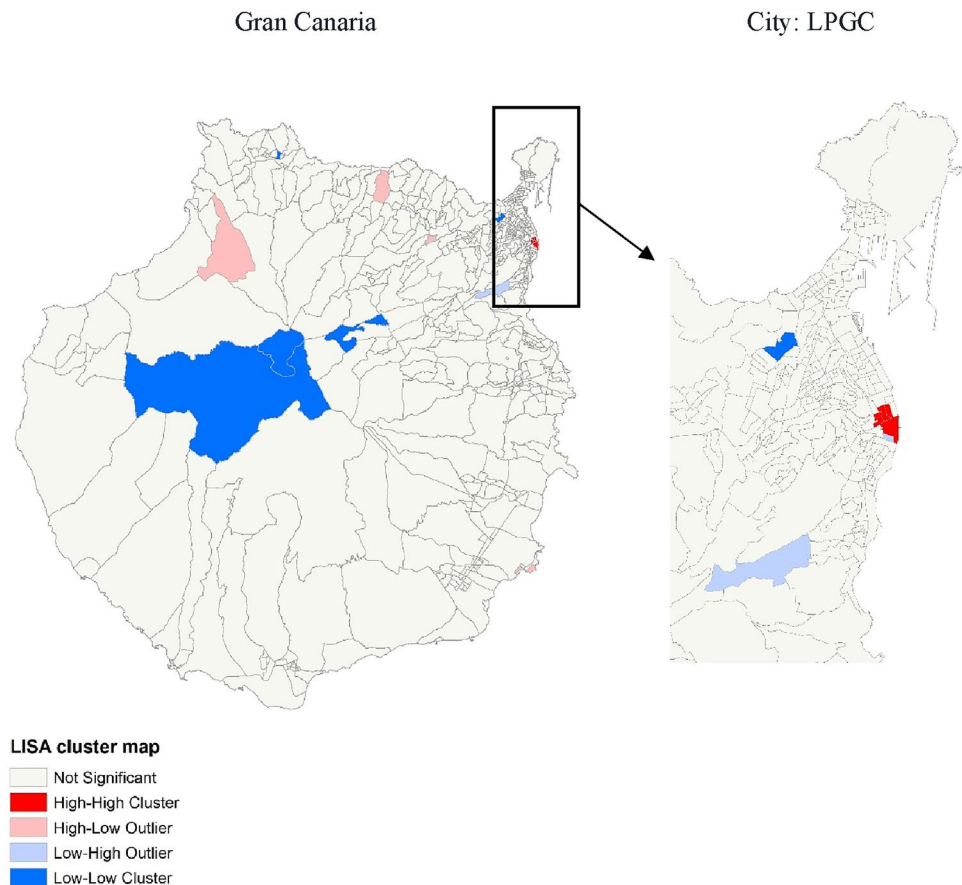 Gran Canaria
City: LPGC
LISA cluster map
Not Significant
High-High Cluster
High-Low Outlier
Low-High Outlier
Low-Low Cluster